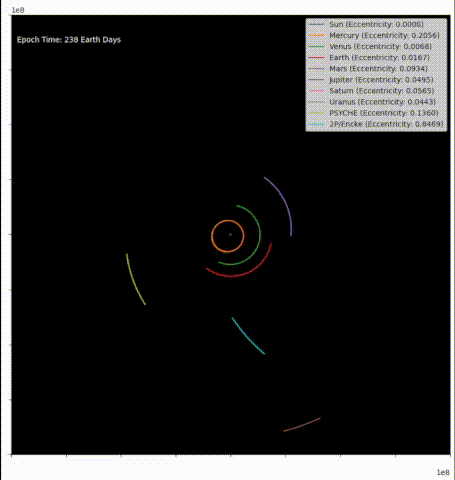 1e8
Epoch Time: 238 Earth Days
Sun (Eccentricity: 0.0000)
Mercury (Eccentricity: 0.2056)
Venus (Eccentricity: 0.0068)
Earth (Eccentricity: 0.0167)
Mars (Eccentricity: 0.0934)
Jupiter (Eccentricity: 0.0495)
Saturn (Eccentricity: 0.0565)
Uranus (Eccentricity: 0.0443)
PSYCHE (Eccentricity: 0.1360)
2P/Encke (Eccentricity: 0.8469)
1e8